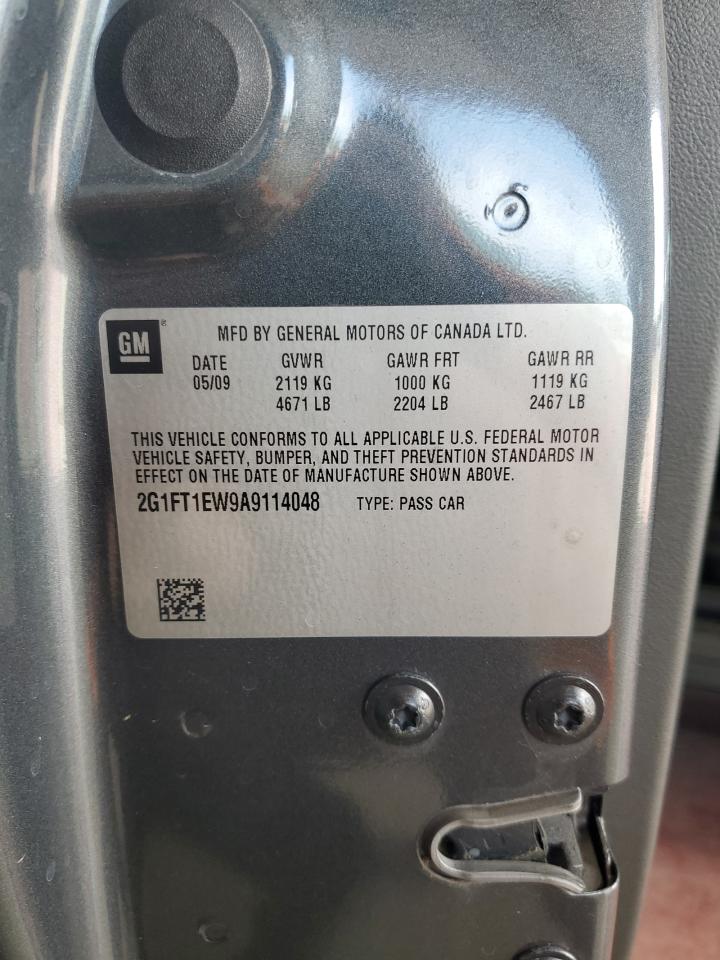 GM ®
MFD BY GENERAL MOTORS OF CANADA LTD.
DATE GVWR GAWR FRT GAWR RR
05/09 2119 KG 1000 KG 1119 KG
4671 LB 2204 LB 2467 LB
THIS VEHICLE CONFORMS TO ALL APPLICABLE U.S. FEDERAL MOTOR
VEHICLE SAFETY, BUMPER, AND THEFT PREVENTION STANDARDS IN
EFFECT ON THE DATE OF MANUFACTURE SHOWN ABOVE.
2G1FT1EW9A9114048 TYPE: PASS CAR